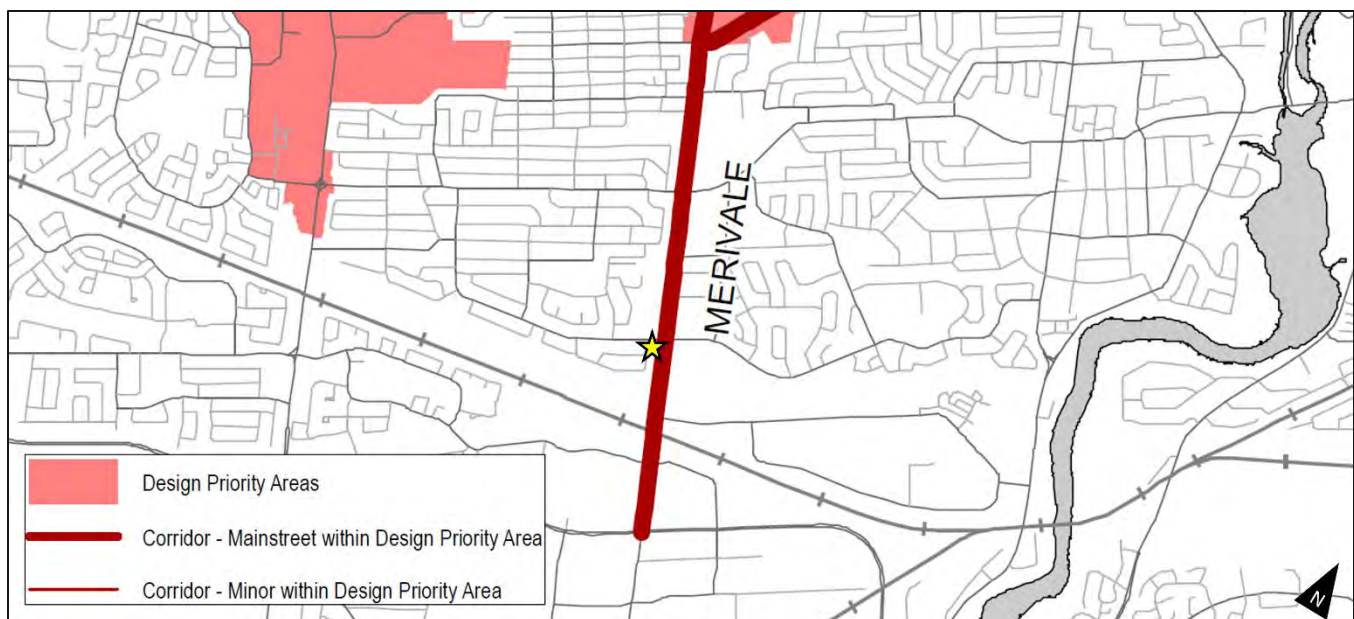 MERIVALE
Design Priority Areas
Corridor - Mainstreet within Design Priority Area
Corridor - Minor within Design Priority Area
N